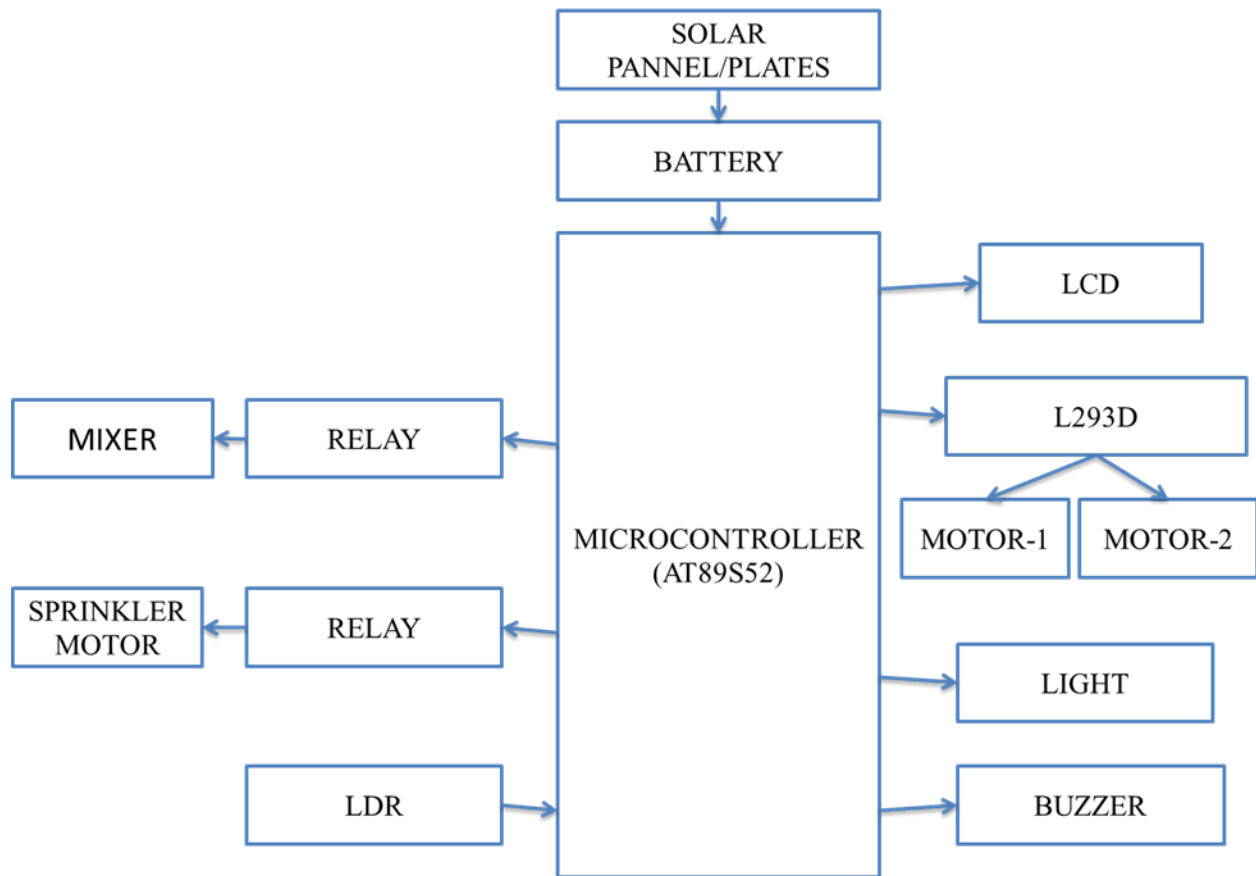 SOLAR
PANNEL/PLATES
BATTERY
LCD
L293D
MIXER
RELAY
MOTOR-1
MOTOR-2
MICROCONTROLLER
(AT89S52)
SPRINKLER
MOTOR
RELAY
LIGHT
LDR
BUZZER